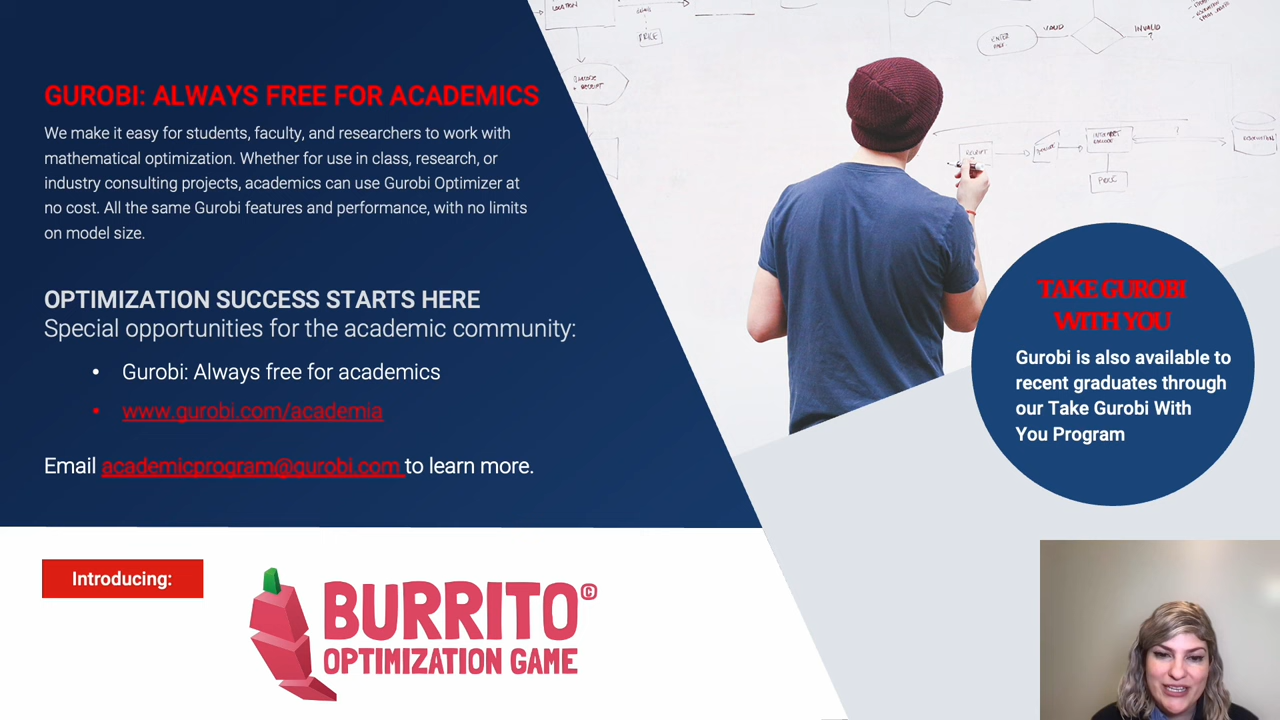 GUROBI: ALWAYS FREE FOR ACADEMICS
We make it easy for students, faculty, and researchers to work with
mathematical optimization. Whether for use in class, research, or
industry consulting projects, academics can use Gurobi Optimizer at
no cost. All the same Gurobi features and performance, with no limits
on model size.
OPTIMIZATION SUCCESS STARTS HERE
Special opportunities for the academic community:
• Gurobi: Always free for academics
• www.gurobi.com/academia
Email academicprogram@gurobi.com to learn more.
LOCATION
PRICE
VALID
INVALID
?
RECEIPT
PRICE
TAKE GUROBI
WITH YOU
Gurobi is also available to
recent graduates through
our Take Gurobi With
You Program
Introducing:
BURRITO©
OPTIMIZATION GAME